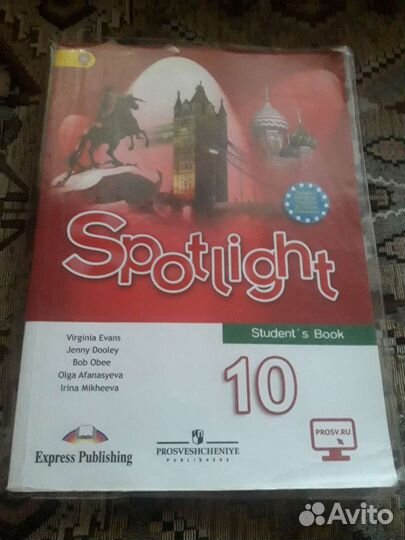 Spotlight
Student's Book
Virginia Evans
Jenny Dooley
Bob Obee
Olga Afanasyeva
Irina Mikheeva
10
PROSV.RU
Express Publishing
PROSVESHCHENIYE
PUBLISHERS
Avito